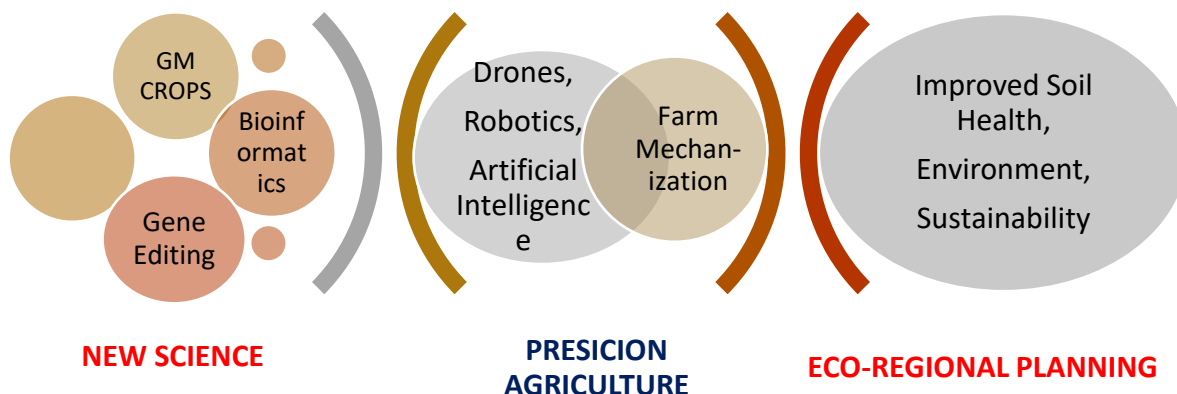 GM
CROPS
Bioinf
ormat
ics
Gene
Editing
Drones,
Robotics,
Artificial
Intelligenc
e
Farm
Mechan-
ization
Improved Soil
Health,
Environment,
Sustainability
NEW SCIENCE
PRESICION
AGRICULTURE
ECO-REGIONAL PLANNING